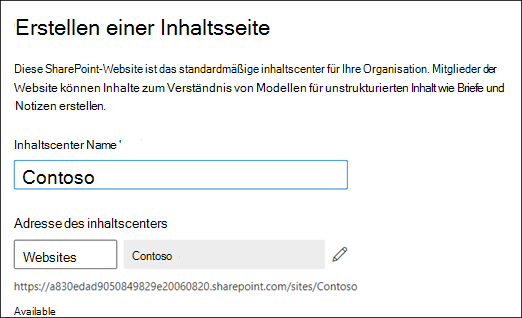 Erstellen einer Inhaltsseite
Diese SharePoint-Website ist das standardmäßige inhaltscenter für Ihre Organisation. Mitglieder der
Website können Inhalte zum Verständnis von Modellen für unstrukturierten Inhalt wie Briefe und
Notizen erstellen.
Inhaltscenter Name *
Contoso
Adresse des inhaltscenters
Websites Contoso
https://a830edad9050849829e20060820.sharepoint.com/sites/Contoso
Available